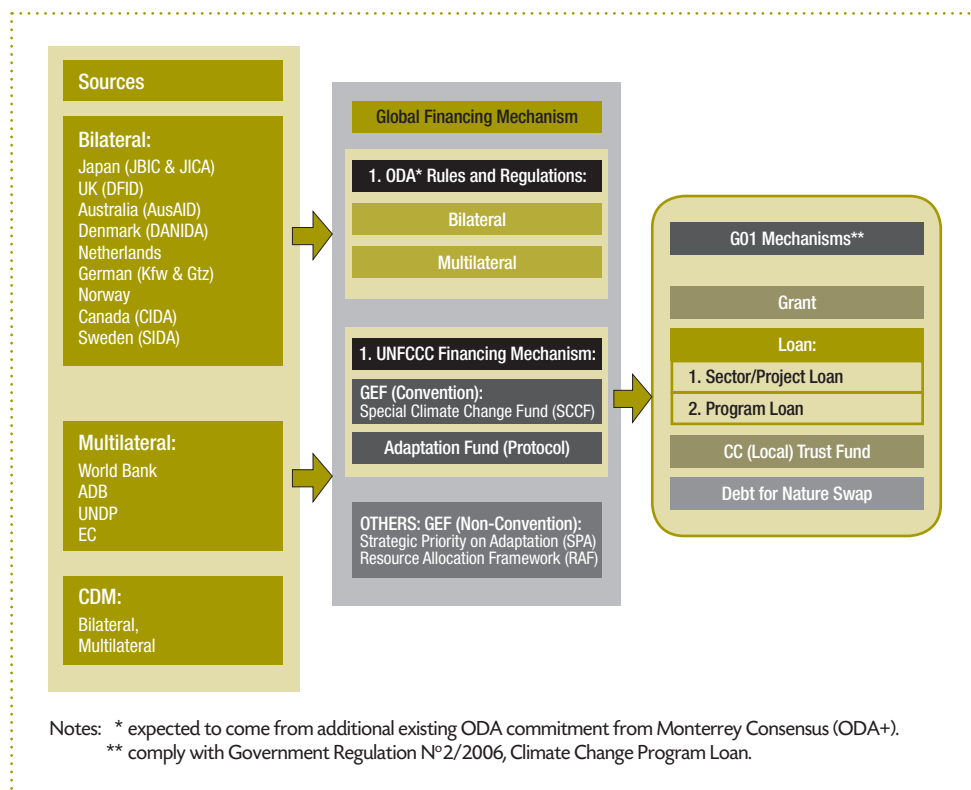 Sources
Bilateral:
Japan (JBIC & JICA)
UK (DFID)
Australia (AusAID)
Denmark (DANIDA)
Netherlands
German (Kfw & Gtz)
Norway
Canada (CIDA)
Sweden (SIDA)
Multilateral:
World Bank
ADB
UNDP
EC
CDM:
Bilateral,
Multilateral
Global Financing Mechanism
1. ODA* Rules and Regulations:
Bilateral
Multilateral
1. UNFCCC Financing Mechanism:
GEF (Convention):
Special Climate Change Fund (SCCF)
Adaptation Fund (Protocol)
OTHERS: GEF (Non-Convention):
Strategic Priority on Adaptation (SPA)
Resource Allocation Framework (RAF)
G01 Mechanisms**
Grant
Loan:
1. Sector/Project Loan
2. Program Loan
CC (Local) Trust Fund
Debt for Nature Swap
Notes: * expected to come from additional existing ODA commitment from Monterrey Consensus (ODA+).
** comply with Government Regulation Nº2/2006, Climate Change Program Loan.